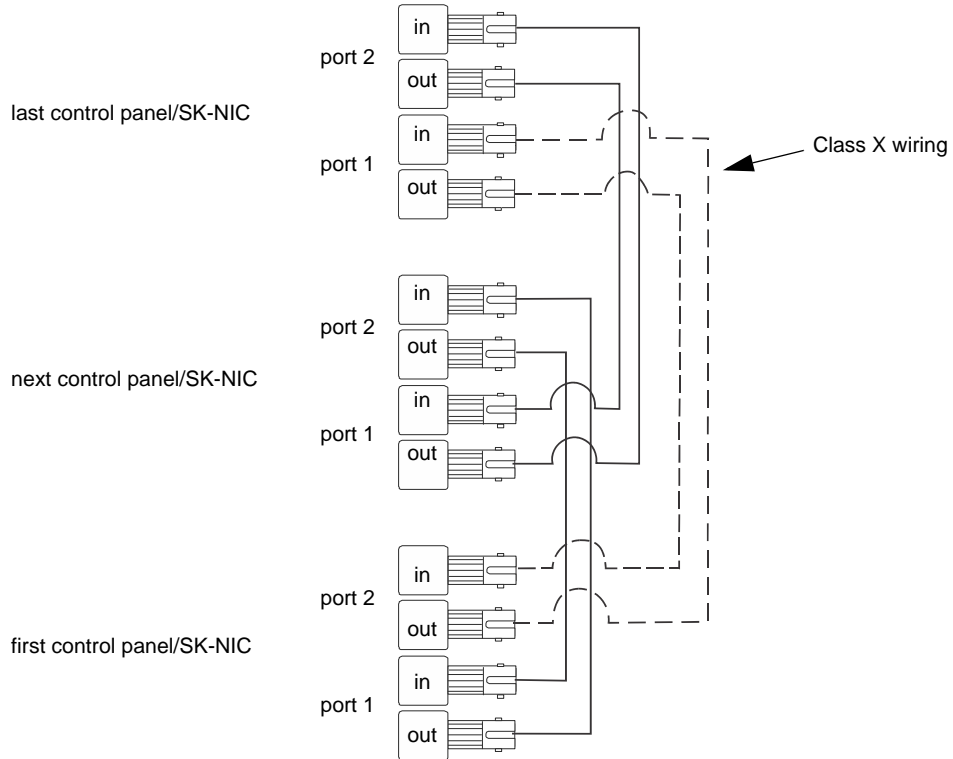 in
port 2
out
last control panel/SK-NIC
in
port 1
Class X wiring
out
in
port 2
out
next control panel/SK-NIC
in
port 1
out
in
port 2
out
first control panel/SK-NIC
in
port 1
out